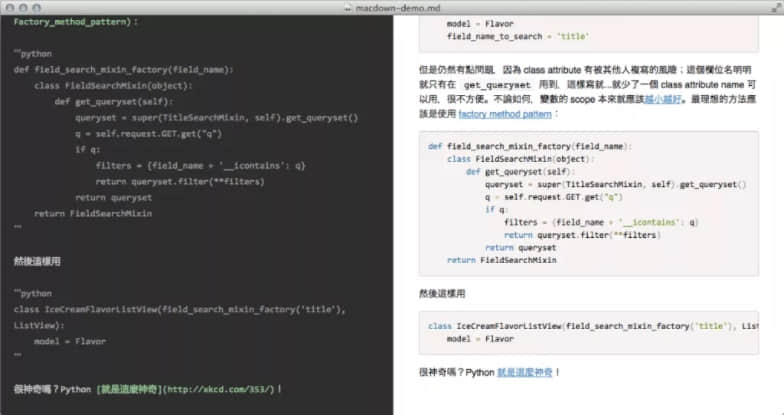 macdown-demo.md
Factory_method_pattern)：
```python
def field_search_mixin_factory(field_name):
class FieldSearchMixin(object):
def get_queryset(self):
queryset = super(TitleSearchMixin, self).get_queryset()
q = self.request.GET.get("q")
if q:
filters = {field_name + '__icontains': q}
return queryset.filter(**filters)
return queryset
return FieldSearchMixin
```
然後這樣用
```python
class IceCreamFlavorListView(field_search_mixin_factory('title'),
ListView):
model = Flavor
```
很神奇嗎？Python [就是這麼神奇](http://xkcd.com/353/)！
model = Flavor
field_name_to_search = 'title'
但是仍然有點問題，因為 class attribute 有被其他人複寫的風險；這個欄位名明明
就只有在 get_queryset 用到，這樣寫就...就少了一個 class attribute name 可
以用，很不方便。不論如何，變數的 scope 本來就應該越小越好。最理想的方法應
該是使用 factory method pattern：
def field_search_mixin_factory(field_name):
class FieldSearchMixin(object):
def get_queryset(self):
queryset = super(TitleSearchMixin, self).get_queryset()
q = self.request.GET.get("q")
if q:
filters = {field_name + '__icontains': q}
return queryset.filter(**filters)
return queryset
return FieldSearchMixin
然後這樣用
class IceCreamFlavorListView(field_search_mixin_factory('title'), List
model = Flavor
很神奇嗎？Python 就是這麼神奇！